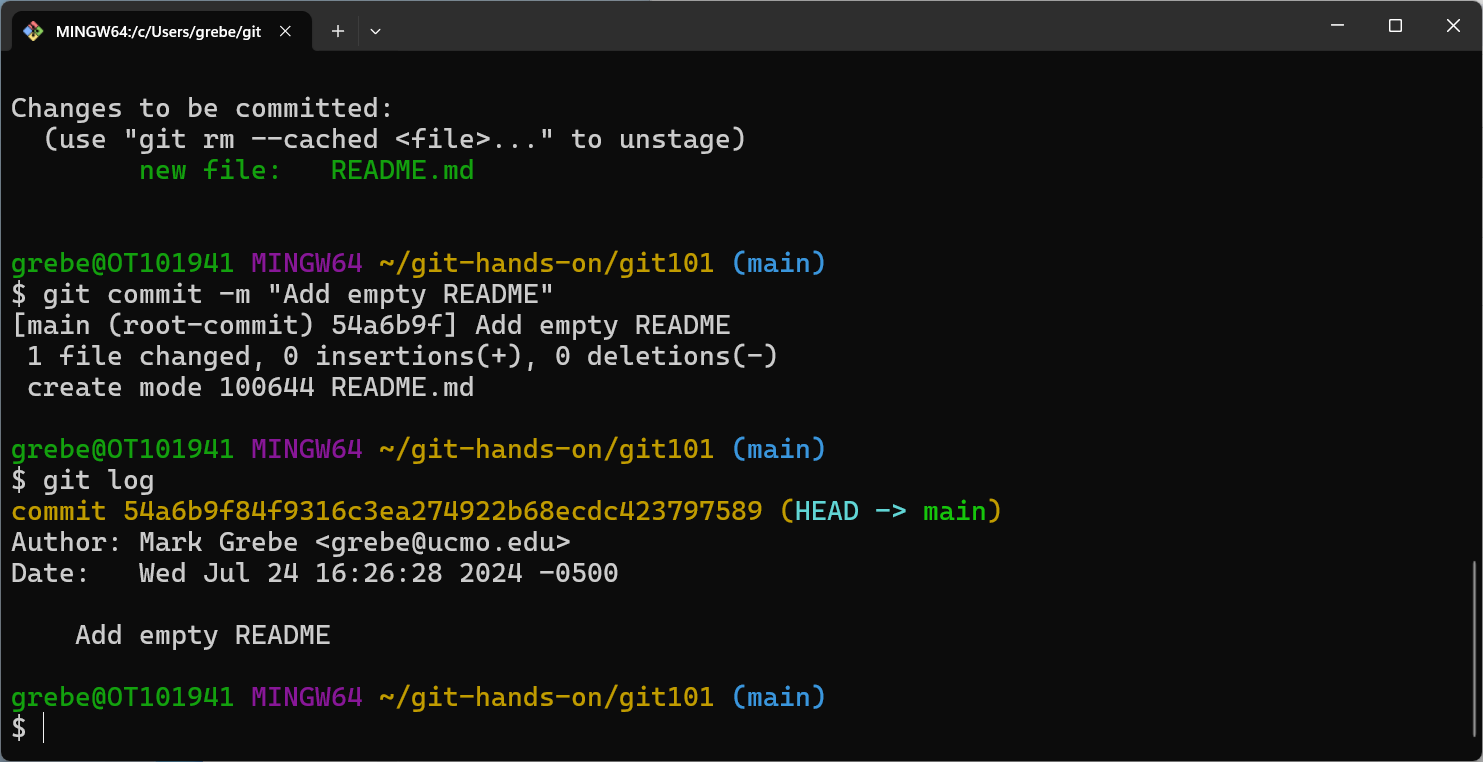 MINGW64:/c/Users/grebe/git
Changes to be committed:
  (use "git rm --cached <file>..." to unstage)
        new file:   README.md
grebe@OT101941 MINGW64 ~/git-hands-on/git101 (main)
$ git commit -m "Add empty README"
[main (root-commit) 54a6b9f] Add empty README
 1 file changed, 0 insertions(+), 0 deletions(-)
 create mode 100644 README.md
grebe@OT101941 MINGW64 ~/git-hands-on/git101 (main)
$ git log
commit 54a6b9f84f9316c3ea274922b68ecdc423797589 (HEAD -> main)
Author: Mark Grebe <grebe@ucmo.edu>
Date:   Wed Jul 24 16:26:28 2024 -0500
    Add empty README
grebe@OT101941 MINGW64 ~/git-hands-on/git101 (main)
$